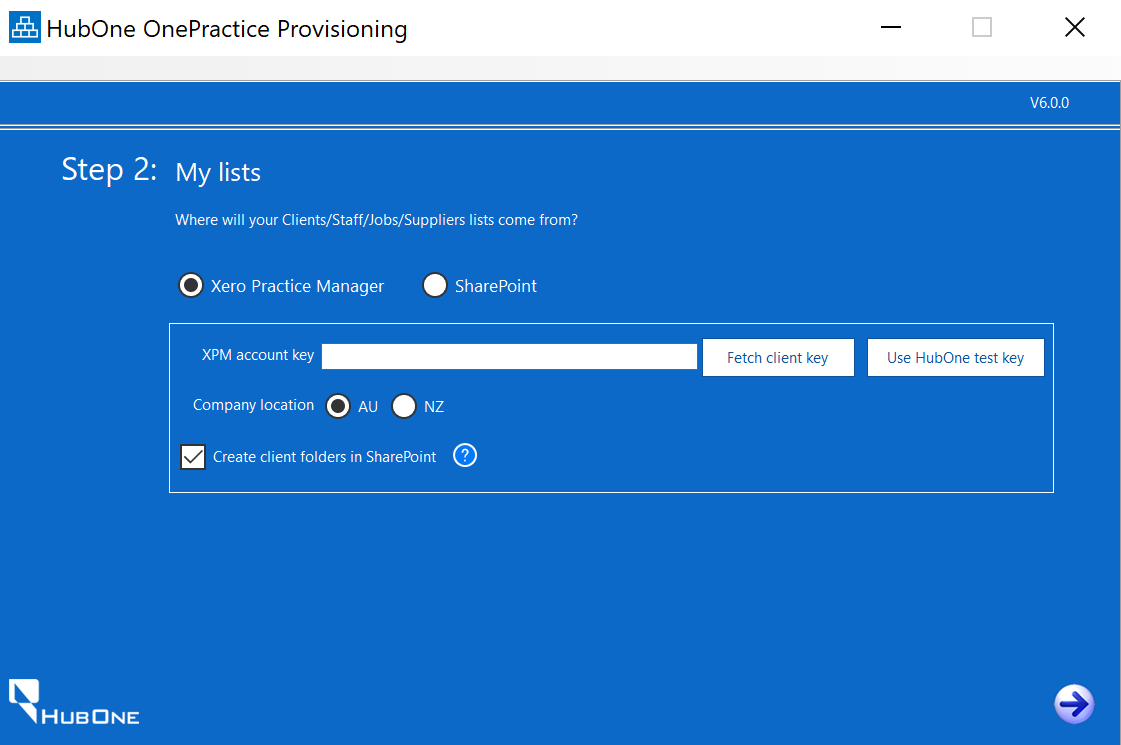 HubOne OnePractice Provisioning
V6.0.0
Step 2: My lists
Where will your Clients/Staff/Jobs/Suppliers lists come from?
Xero Practice Manager SharePoint
XPM account key Fetch client key Use HubOne test key
Company location AU NZ
Create client folders in SharePoint ?
HUBONE